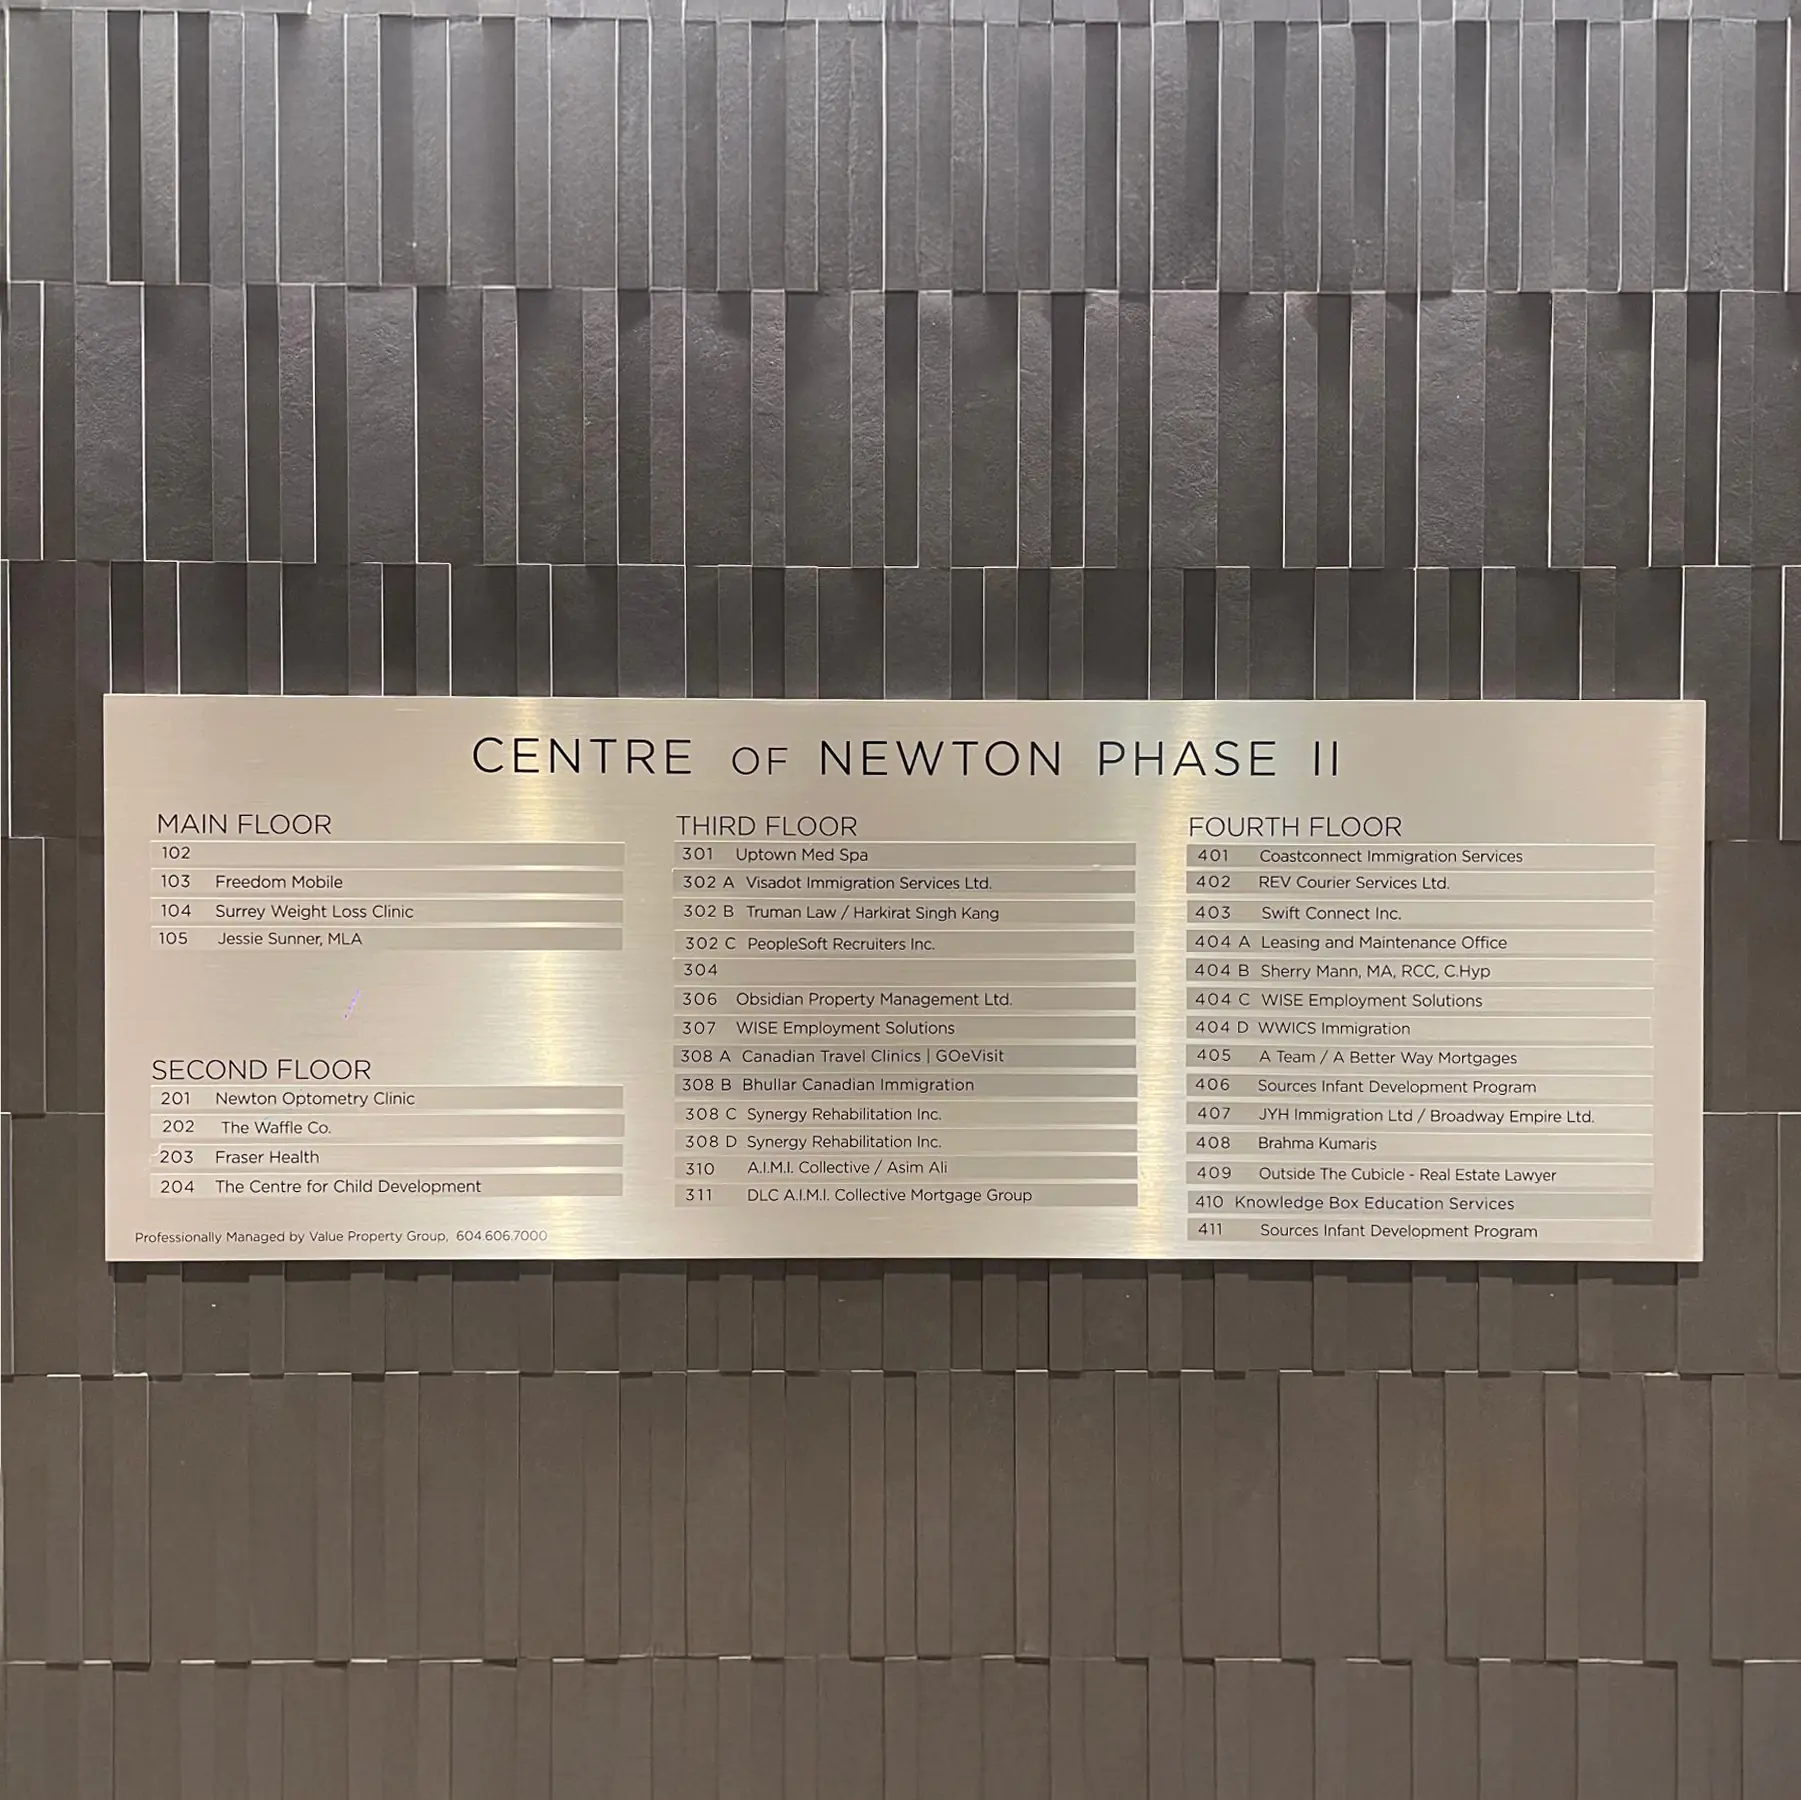 CENTRE OF NEWTON PHASE II
MAIN FLOOR
102
103 Freedom Mobile
104 Surrey Weight Loss Clinic
105 Jessie Sunner, MLA
SECOND FLOOR
201 Newton Optometry Clinic
202 The Waffle Co.
203 Fraser Health
204 The Centre for Child Development
Professionally Managed by Value Property Group, 604.606.7000
THIRD FLOOR
301 Uptown Med Spa
302 A Visadot Immigration Services Ltd.
302 B Truman Law / Harkirat Singh Kang
302 C PeopleSoft Recruiters Inc.
304
306 Obsidian Property Management Ltd.
307 WISE Employment Solutions
308 A Canadian Travel Clinics | GOeVisit
308 B Bhullar Canadian Immigration
308 C Synergy Rehabilitation Inc.
308 D Synergy Rehabilitation Inc.
310 A.I.M.I. Collective / Asim Ali
311 DLC A.I.M.I. Collective Mortgage Group
FOURTH FLOOR
401 Coastconnect Immigration Services
402 REV Courier Services Ltd.
403 Swift Connect Inc.
404 A Leasing and Maintenance Office
404 B Sherry Mann, MA, RCC, C.Hyp
404 C WISE Employment Solutions
404 D WWICS Immigration
405 A Team / A Better Way Mortgages
406 Sources Infant Development Program
407 JYH Immigration Ltd / Broadway Empire Ltd.
408 Brahma Kumaris
409 Outside The Cubicle - Real Estate Lawyer
410 Knowledge Box Education Services
411 Sources Infant Development Program